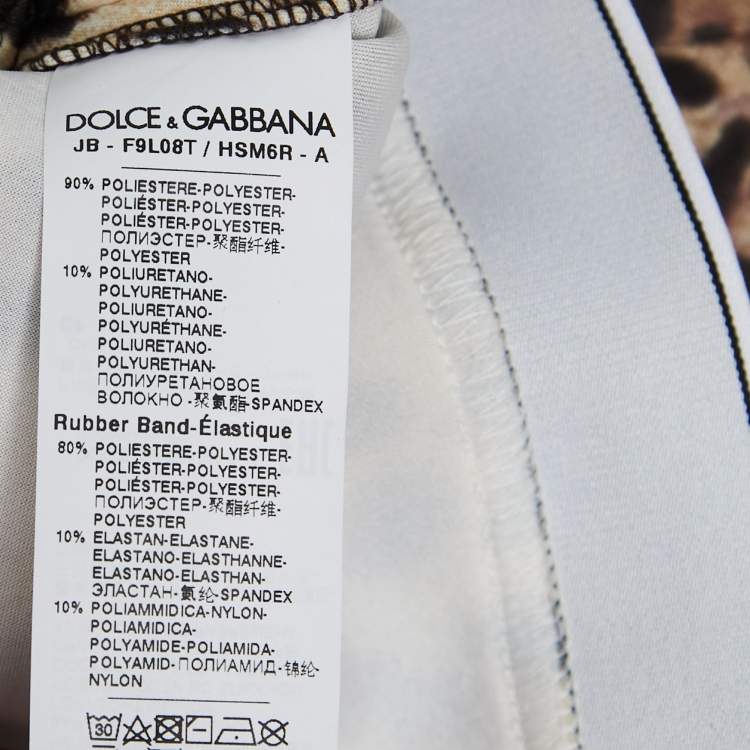 DOLCE & GABBANA
JB - F9L08T / HSM6R - A
90% POLIESTERE-POLYESTER-
POLIÉSTER-POLYESTER-
POLIÉSTER-POLYESTER-
ПОЛИЭСТЕР-聚酯纤维-
POLYESTER
10% POLIURETANO-
POLYURETHANE-
POLIURETANO-
POLYURÉTHANE-
POLIURETANO-
POLYURETHAN-
ПОЛИУРЕТАНОВОЕ
ВОЛОКНО -聚氨酯-SPANDEX
Rubber Band-Élastique
80% POLIESTERE-POLYESTER-
POLIÉSTER-POLYESTER-
POLIÉSTER-POLYESTER-
ПОЛИЭСТЕР-聚酯纤维-
POLYESTER
10% ELASTAN-ELASTANE-
ELASTANO-ELASTHANNE-
ELASTANO-ELASTHAN-
ЭЛАСТАН-氨纶-SPANDEX
10% POLIAMMIDICA-NYLON-
POLIAMIDICA-
POLYAMIDE-POLIAMIDA-
POLYAMID-ПОЛИАМИД-锦纶-
NYLON
30